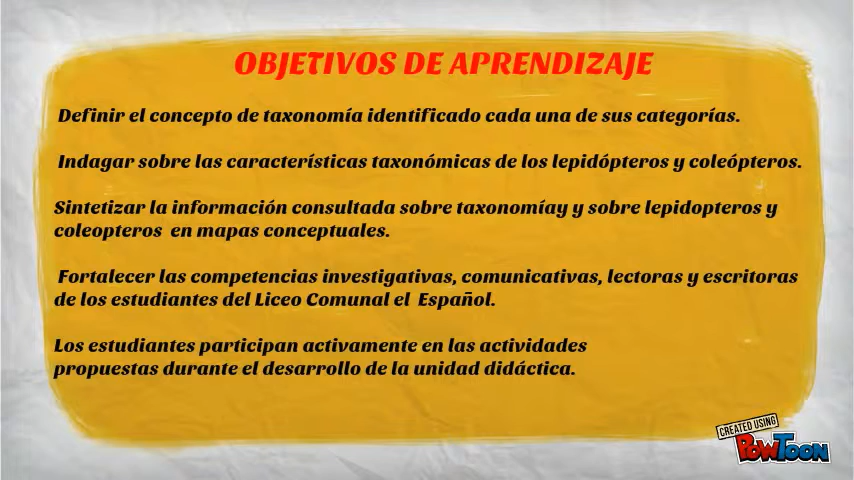 OBJETIVOS DE APRENDIZAJE
Definir el concepto de taxonomía identificado cada una de sus categorías.
Indagar sobre las características taxonómicas de los lepidópteros y coleópteros.
Sintetizar la información consultada sobre taxonomíay y sobre lepidopteros y
coleopteros en mapas conceptuales.
Fortalecer las competencias investigativas, comunicativas, lectoras y escritoras
de los estudiantes del Liceo Comunal el Español.
Los estudiantes participan activamente en las actividades
propuestas durante el desarrollo de la unidad didáctica.
CREATED USING
POWTOON